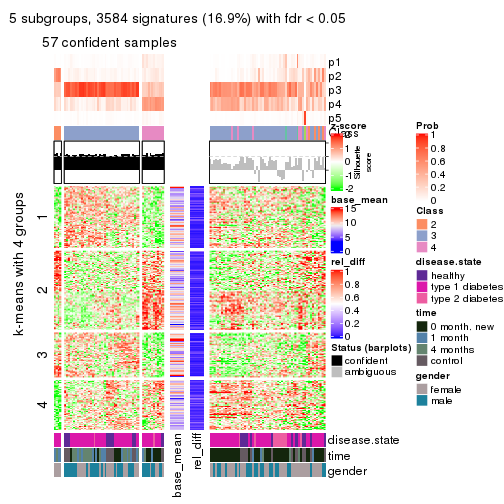 5 subgroups, 3584 signatures (16.9%) with fdr < 0.05
57 confident samples
p1
p2
p3
p4
p5
Class
k-means with 4 groups
1
2
3
4
z-score
2
-2
Silhouette
score
base_mean
15
10
5
0
rel_diff
1
0.8
0.6
0.4
0.2
0
Status (barplots)
confident
ambiguous
Prob
1
0.8
0.6
0.4
0.2
0
Class
2
3
4
disease.state
healthy
type 1 diabetes
type 2 diabetes
time
0 month, new
1 month
4 months
control
gender
female
male
disease.state
time
gender
base_mean
rel_diff